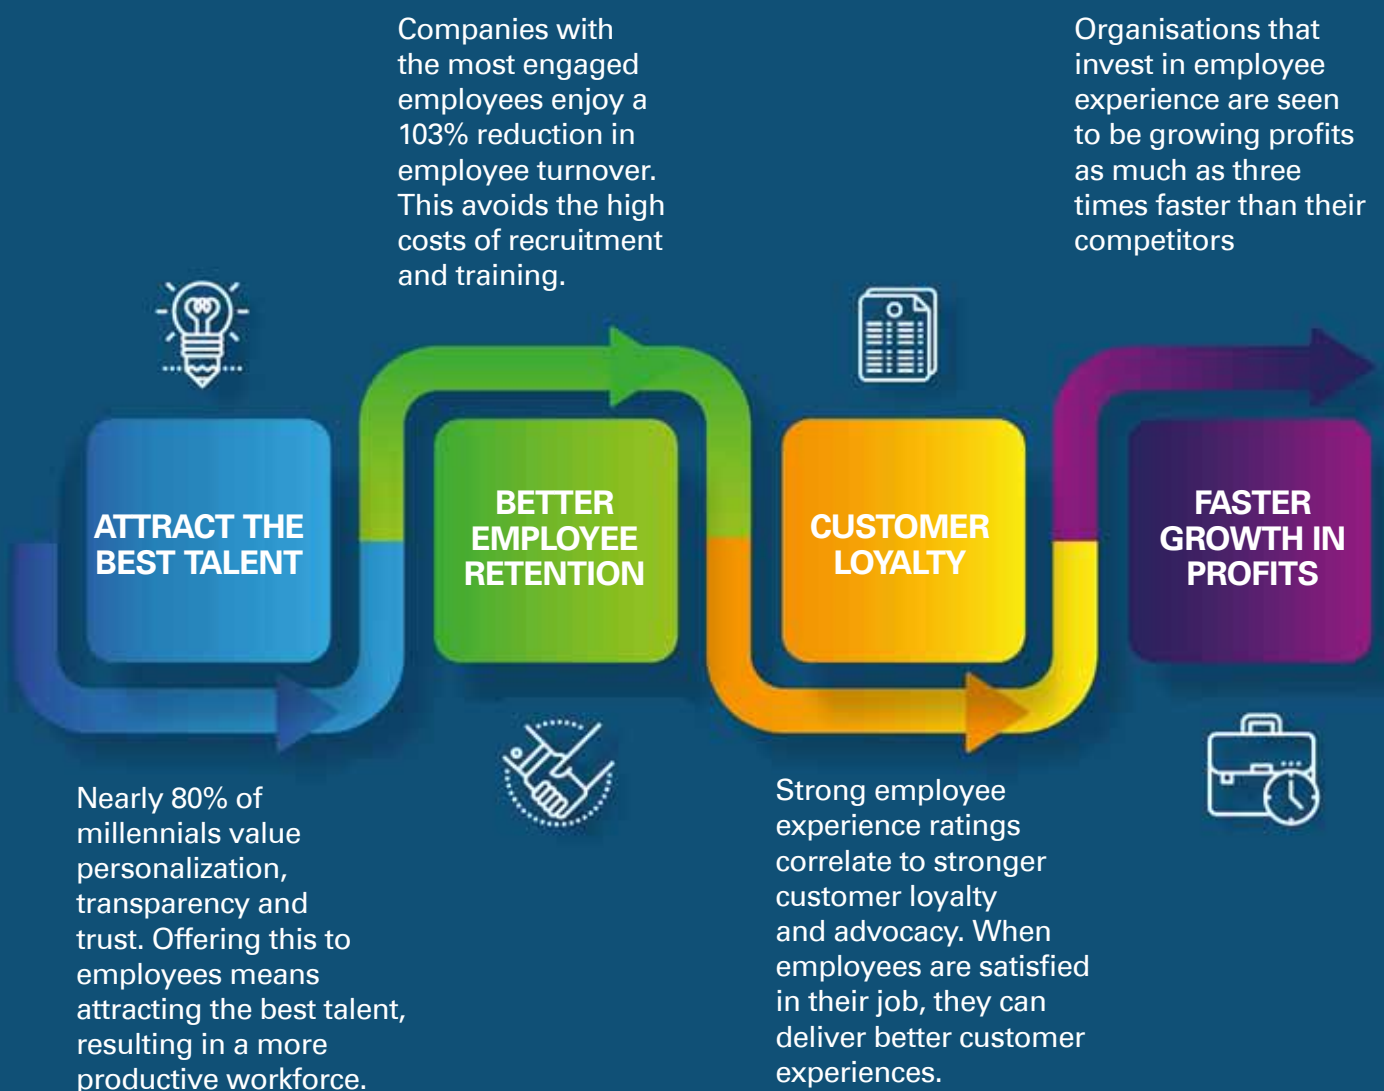 Companies with
the most engaged
employees enjoy a
103% reduction in
employee turnover.
This avoids the high
costs of recruitment
and training.
Organisations that
invest in employee
experience are seen
to be growing profits
as much as three
times faster than their
competitors
ATTRACT THE
BEST TALENT
BETTER
EMPLOYEE
RETENTION
CUSTOMER
LOYALTY
FASTER
GROWTH IN
PROFITS
Nearly 80% of
millennials value
personalization,
transparency and
trust. Offering this to
employees means
attracting the best talent,
resulting in a more
productive workforce.
Strong employee
experience ratings
correlate to stronger
customer loyalty
and advocacy. When
employees are satisfied
in their job, they can
deliver better customer
experiences.